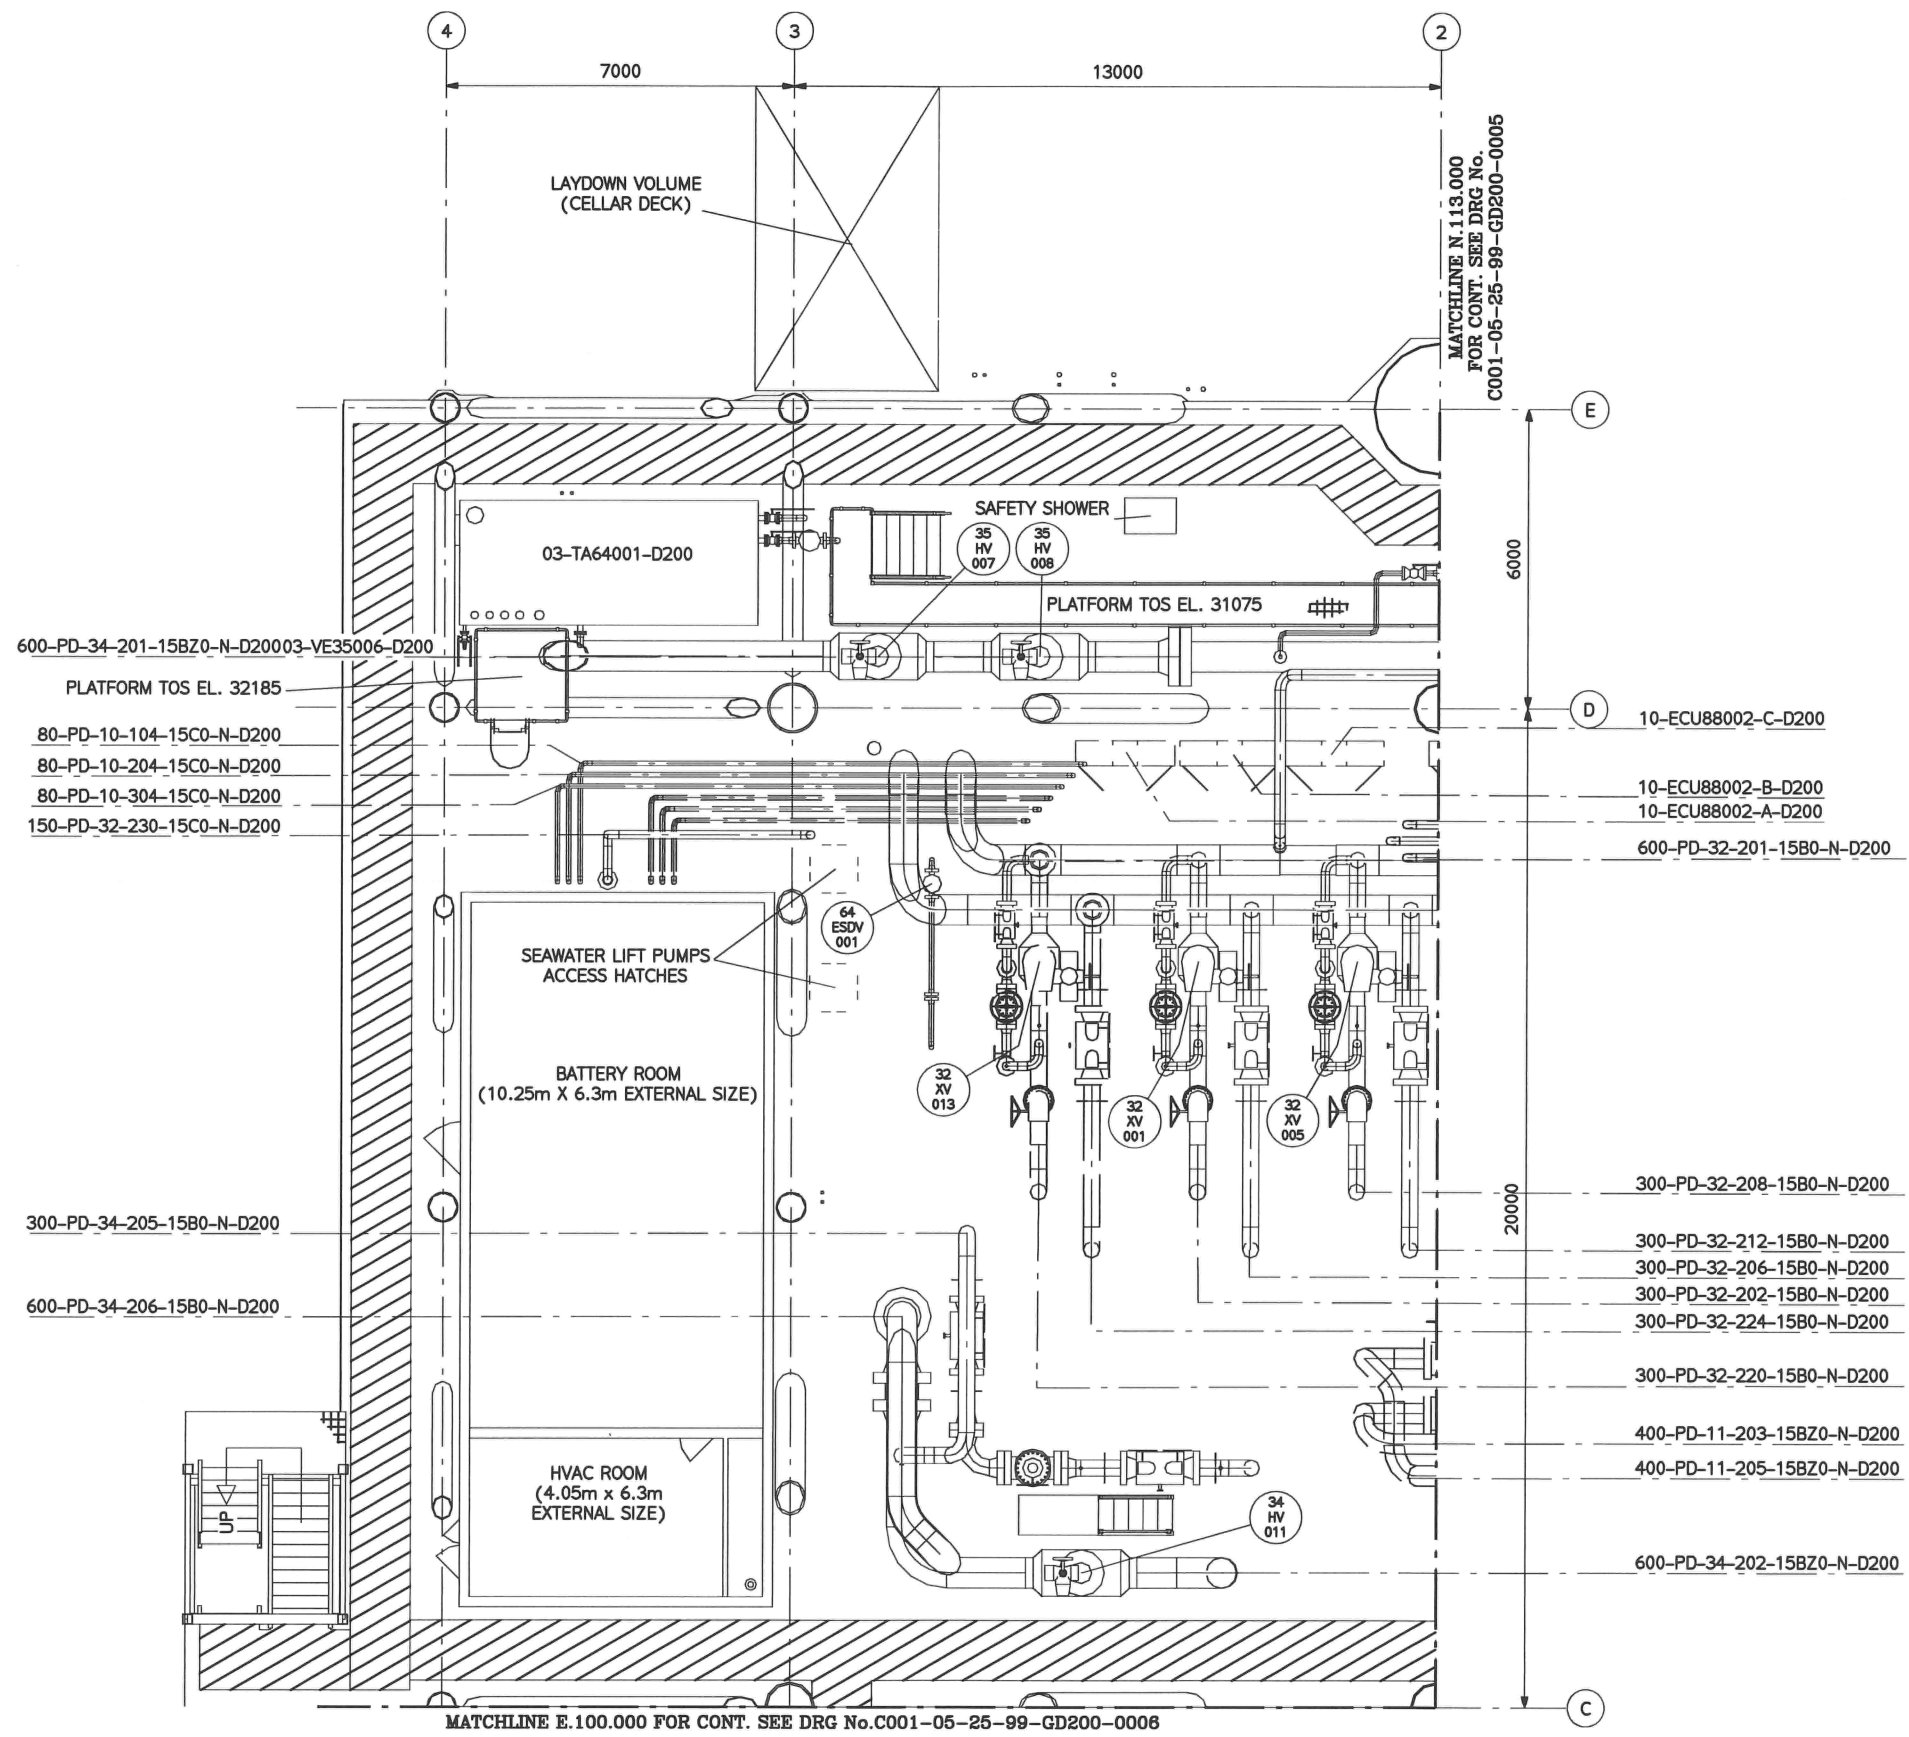 4
3
2
7000
13000
LAYDOWN VOLUME
(CELLAR DECK)
MATCHLINE N.113.000
FOR CONT. SEE DRG No.
C001-05-25-99-GD200-0005
E
SAFETY SHOWER
35
HV
007
35
HV
008
03-TA64001-D200
6000
PLATFORM TOS EL. 31075
600-PD-34-201-15BZ0-N-D20003-VE35006-D200
PLATFORM TOS EL. 32185
D
10-ECU88002-C-D200
80-PD-10-104-15C0-N-D200
80-PD-10-204-15C0-N-D200
80-PD-10-304-15C0-N-D200
150-PD-32-230-15C0-N-D200
10-ECU88002-B-D200
10-ECU88002-A-D200
600-PD-32-201-15B0-N-D200
64
ESDV
001
SEAWATER LIFT PUMPS
ACCESS HATCHES
BATTERY ROOM
(10.25m X 6.3m EXTERNAL SIZE)
32
XV
013
32
XV
001
32
XV
005
20000
300-PD-32-208-15B0-N-D200
300-PD-34-205-15B0-N-D200
300-PD-32-212-15B0-N-D200
300-PD-32-206-15B0-N-D200
300-PD-32-202-15B0-N-D200
600-PD-34-206-15B0-N-D200
300-PD-32-224-15B0-N-D200
300-PD-32-220-15B0-N-D200
400-PD-11-203-15BZ0-N-D200
400-PD-11-205-15BZ0-N-D200
HVAC ROOM
(4.05m x 6.3m
EXTERNAL SIZE)
UP
34
HV
011
600-PD-34-202-15BZ0-N-D200
C
MATCHLINE E.100.000 FOR CONT. SEE DRG No.C001-05-25-99-GD200-0006